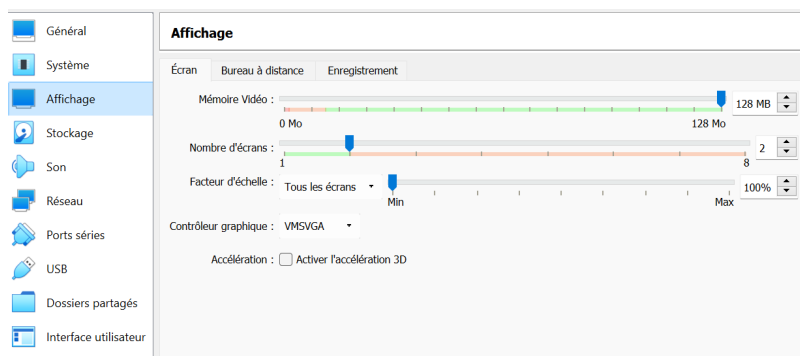 Général
Système
Affichage
Stockage
Son
Réseau
Ports séries
USB
Dossiers partagés
Interface utilisateur
Affichage
Écran Bureau à distance Enregistrement
Mémoire Vidéo : 128 MB
0 Mo 128 Mo
Nombre d'écrans : 2
1 8
Facteur d'échelle : Tous les écrans 100%
Min Max
Contrôleur graphique : VMSVGA
Accélération : Activer l'accélération 3D